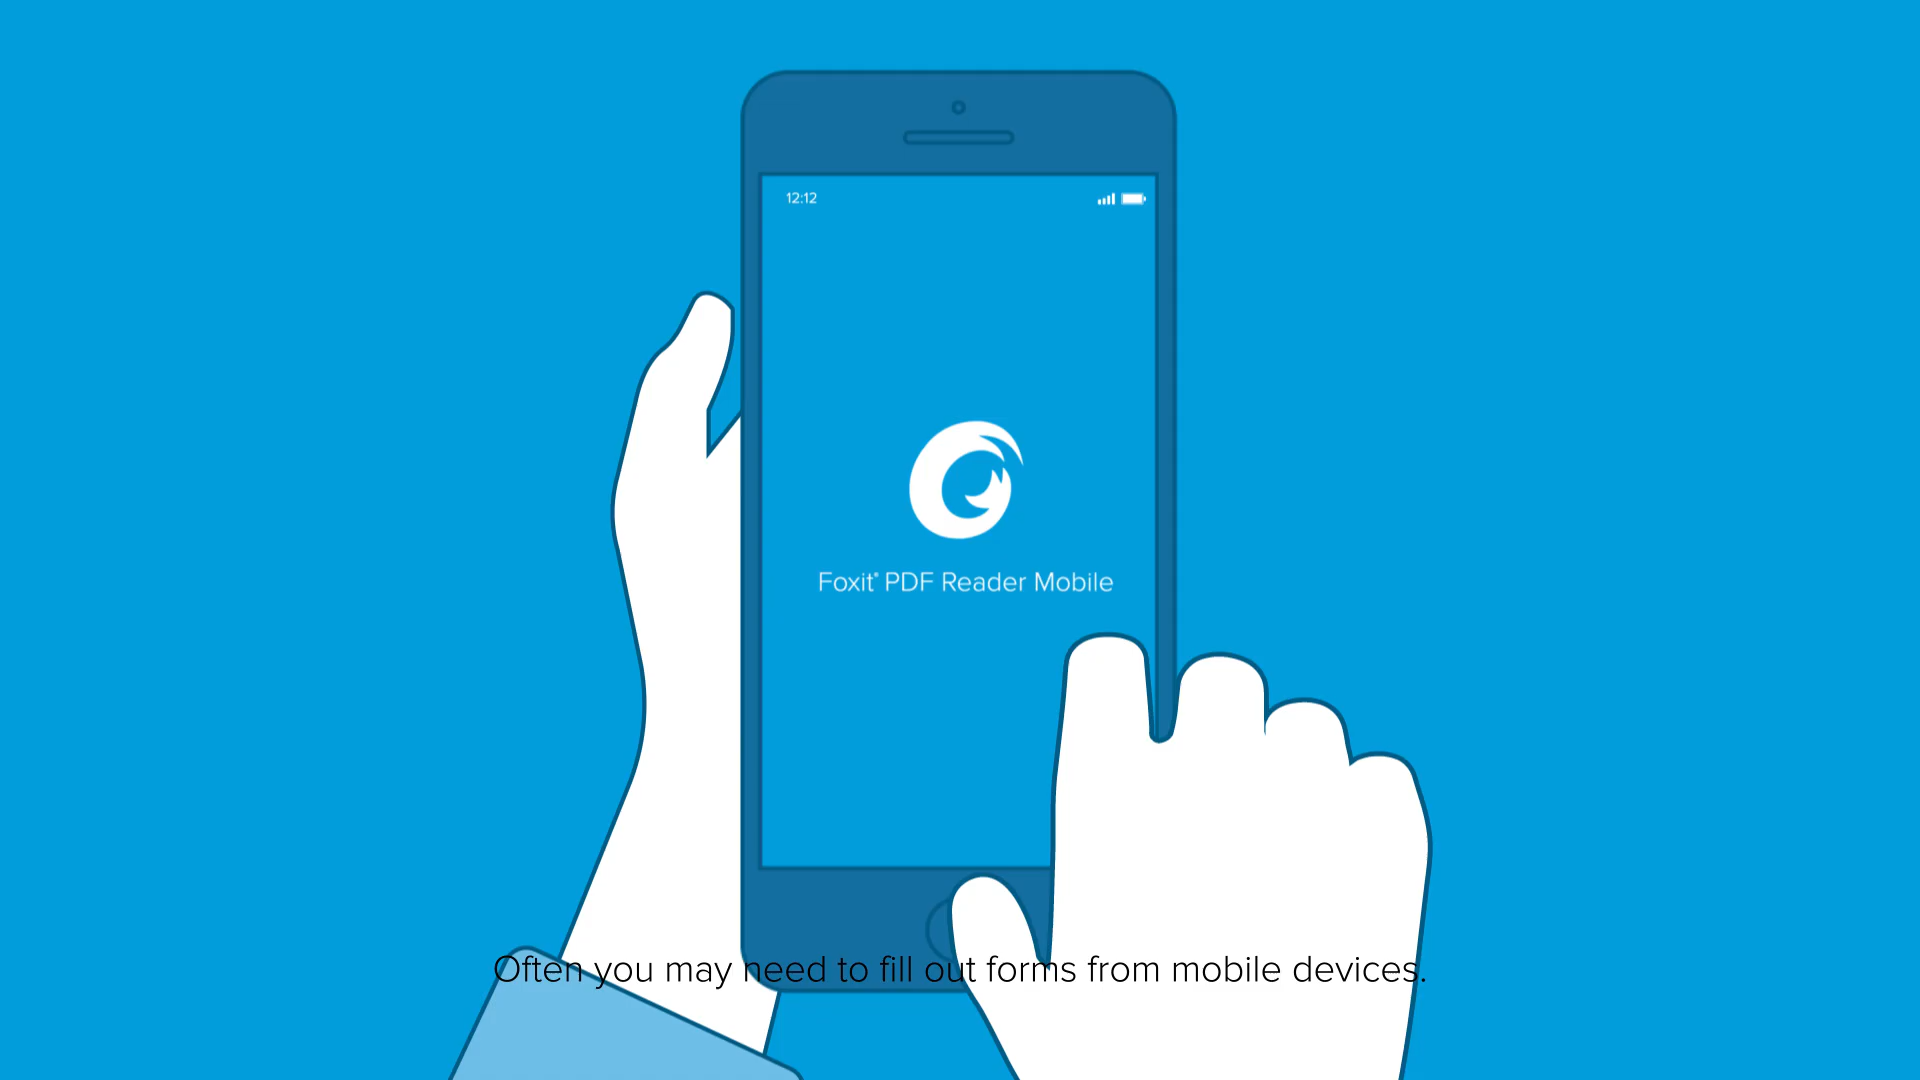 12:12
Foxit® PDF Reader Mobile
Often you may need to fill out forms from mobile devices.